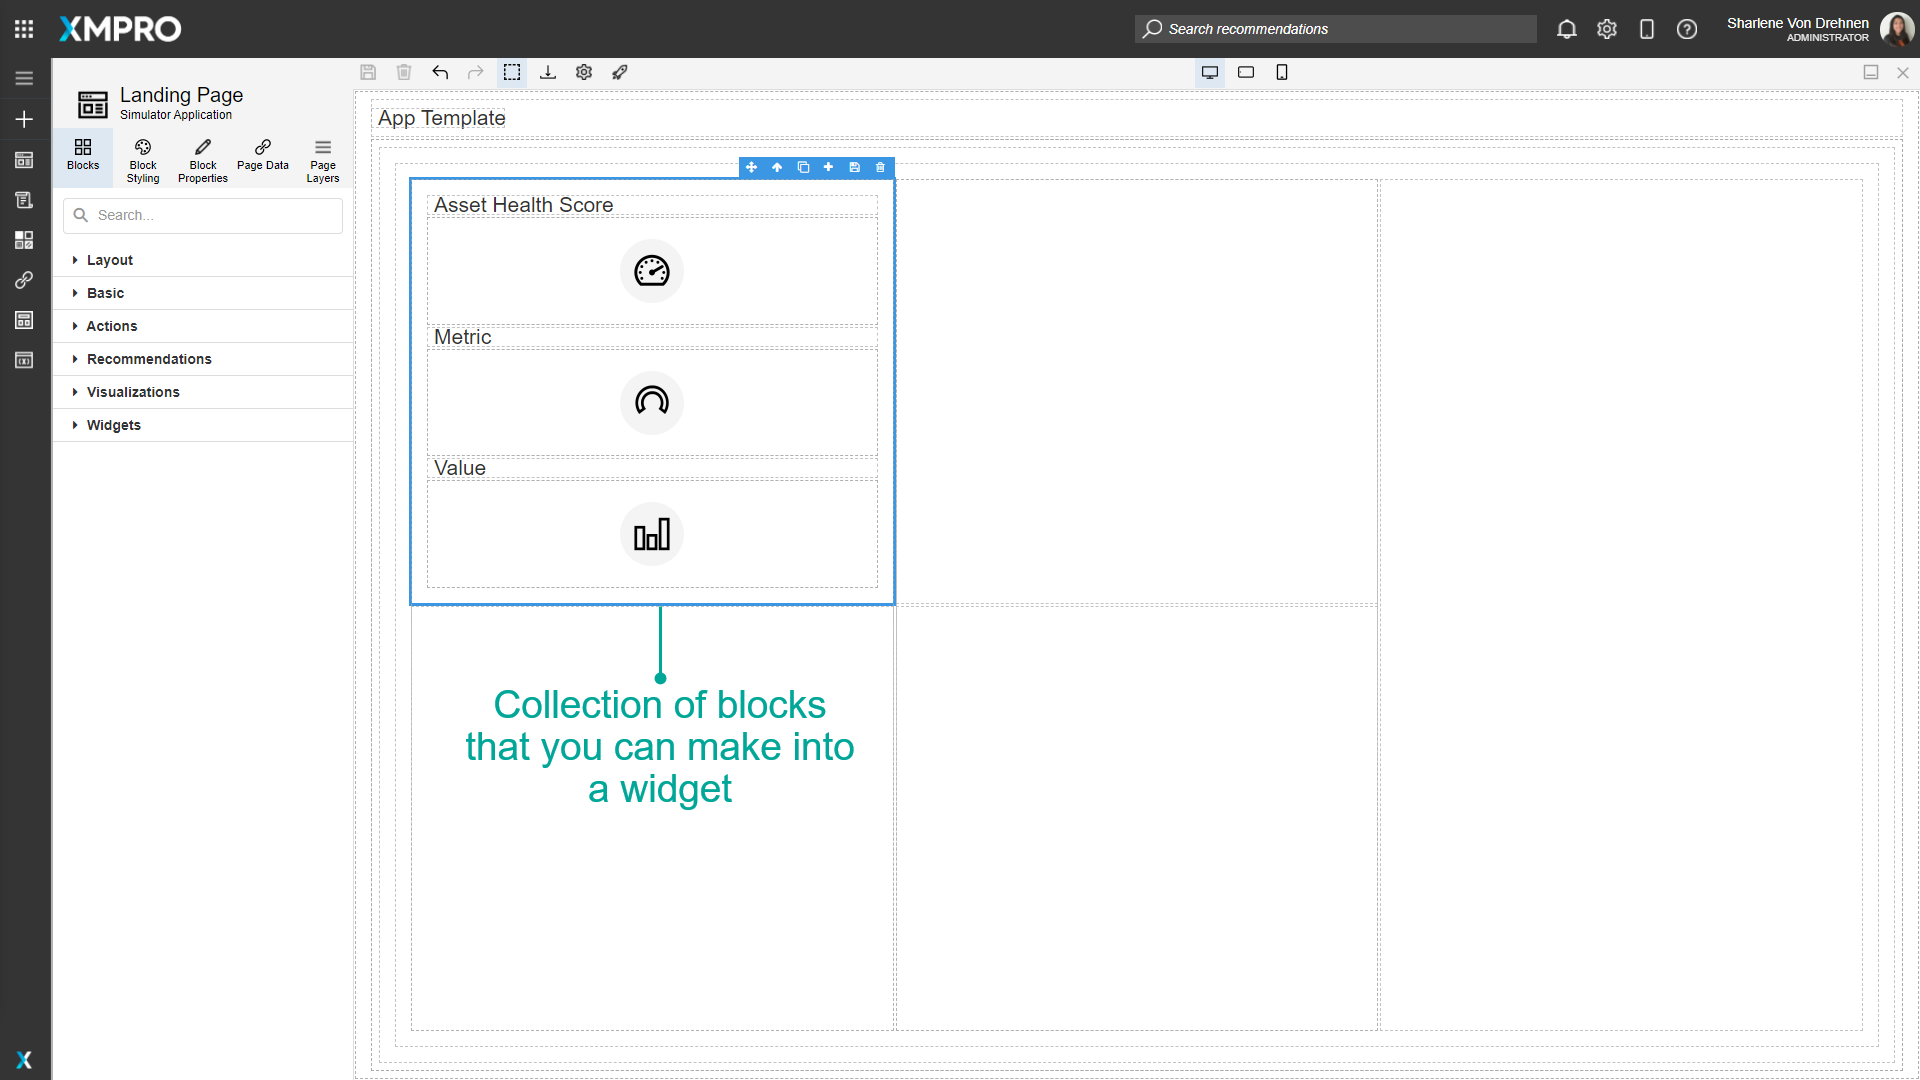 XMPRO
Search recommendations
Sharlene Von Drehnen
ADMINISTRATOR
Landing Page
Simulator Application
Blocks
Block
Styling
Block
Properties
Page Data
Page
Layers
Search...
Layout
Basic
Actions
Recommendations
Visualizations
Widgets
App Template
Asset Health Score
Metric
Value
Collection of blocks
that you can make into
a widget